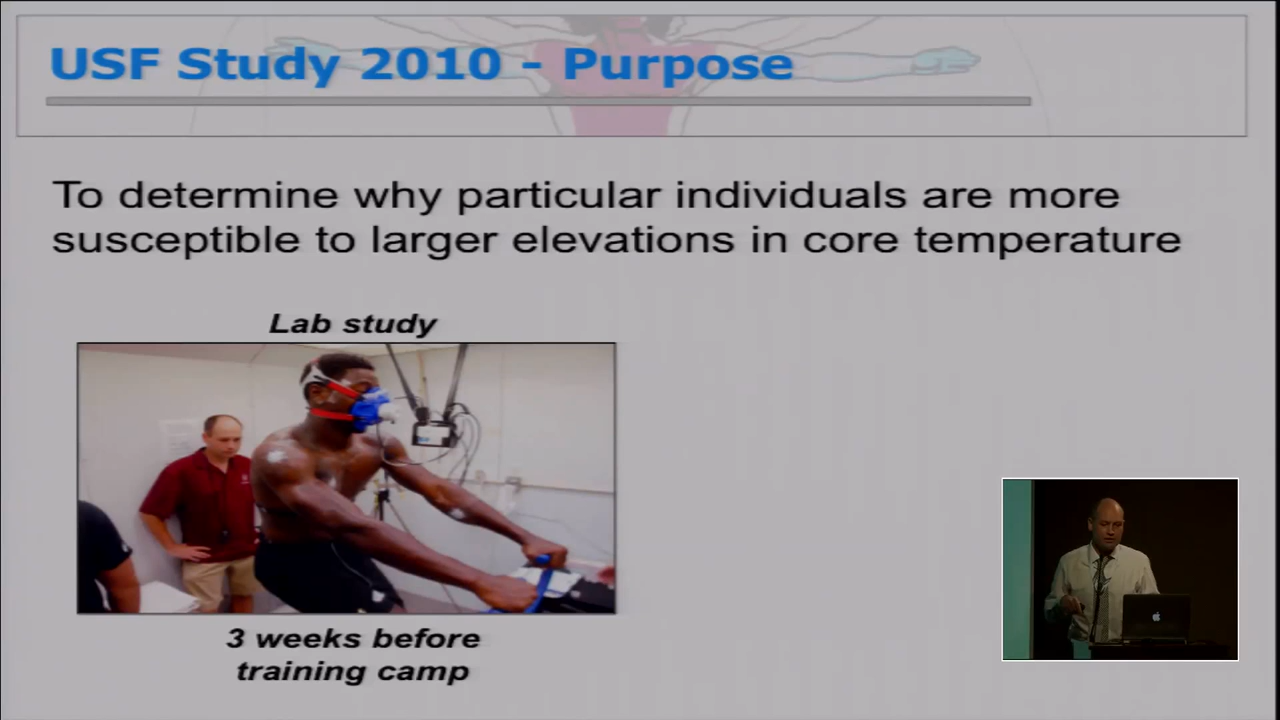 USF Study 2010 - Purpose
To determine why particular individuals are more
susceptible to larger elevations in core temperature
Lab study
3 weeks before
training camp